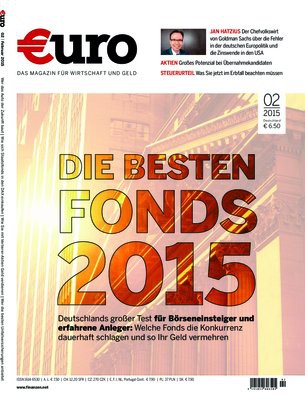 €uro
DAS MAGAZIN FÜR WIRTSCHAFT UND GELD
JAN HATZIUS Der Chefvolkswirt
von Goldman Sachs über die Fehler
in der deutschen Europolitik und
die Zinswende in den USA
AKTIEN Großes Potenzial bei Übernahmekandidaten
STEUERURTEIL Was Sie jetzt im Erbfall beachten müssen
02
2015
Deutschland
€ 6.50
DIE BESTEN
FONDS
2015
Deutschlands großer Test für Börseneinsteiger und
erfahrene Anleger: Welche Fonds die Konkurrenz
dauerhaft schlagen und so Ihr Geld vermehren
www.finanzen.net